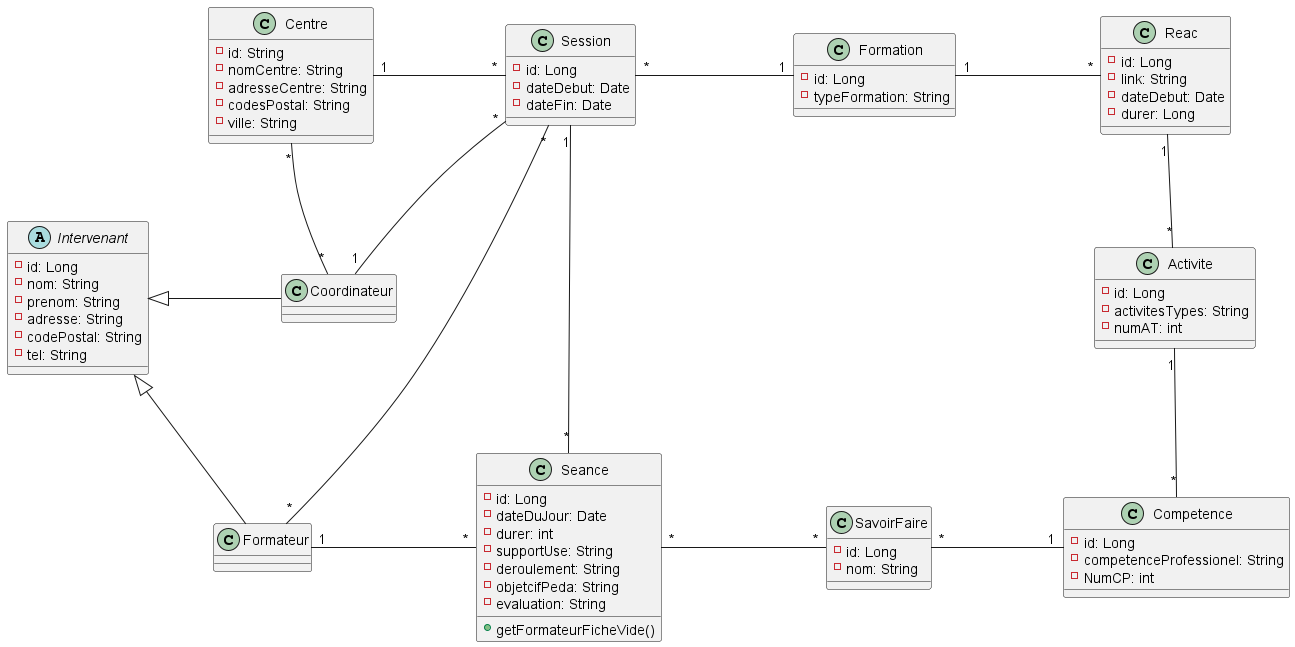 C Centre
id: String
nomCentre: String
adresseCentre: String
codesPostal: String
ville: String
C Session
id: Long
dateDebut: Date
dateFin: Date
C Formation
id: Long
typeFormation: String
C Reac
id: Long
link: String
dateDebut: Date
durer: Long
1 *
* 1
1 *
* * 1
1 *
* 1
A Intervenant
id: Long
nom: String
prenom: String
adresse: String
codePostal: String
tel: String
C Coordinateur
C Activite
id: Long
activitesTypes: String
numAT: int
1
*
*
*
C Formateur
1 *
C Seance
id: Long
dateDuJour: Date
durer: int
supportUse: String
deroulement: String
objetcifPeda: String
evaluation: String
getFormateurFicheVide()
* *
C SavoirFaire
id: Long
nom: String
* 1
C Competence
id: Long
competenceProfessionel: String
NumCP: int